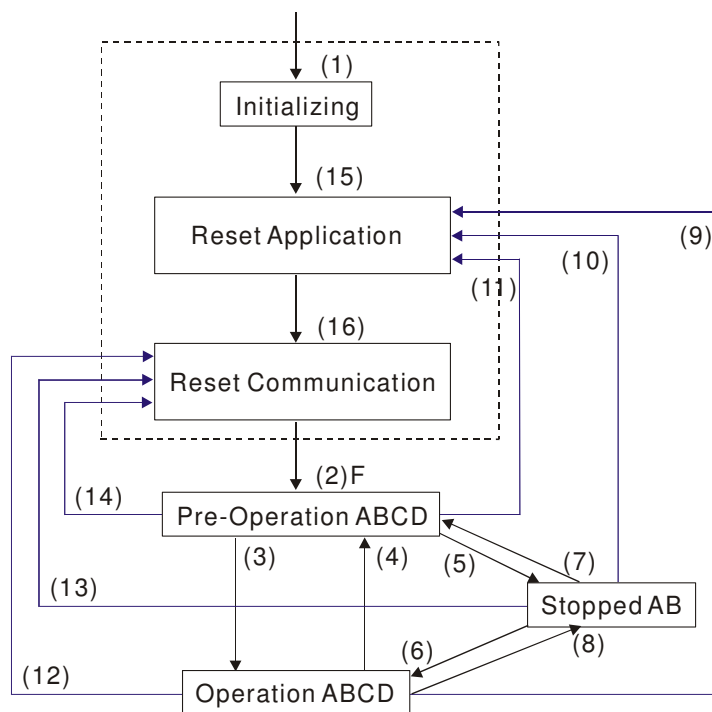 (1)
Initializing
(15)
Reset Application
(9)
(10)
(11)
(16)
Reset Communication
(2)F
(14)
Pre-Operation ABCD
(3)
(4)
(5)
(7)
(13)
Stopped AB
(6)
(8)
(12)
Operation ABCD